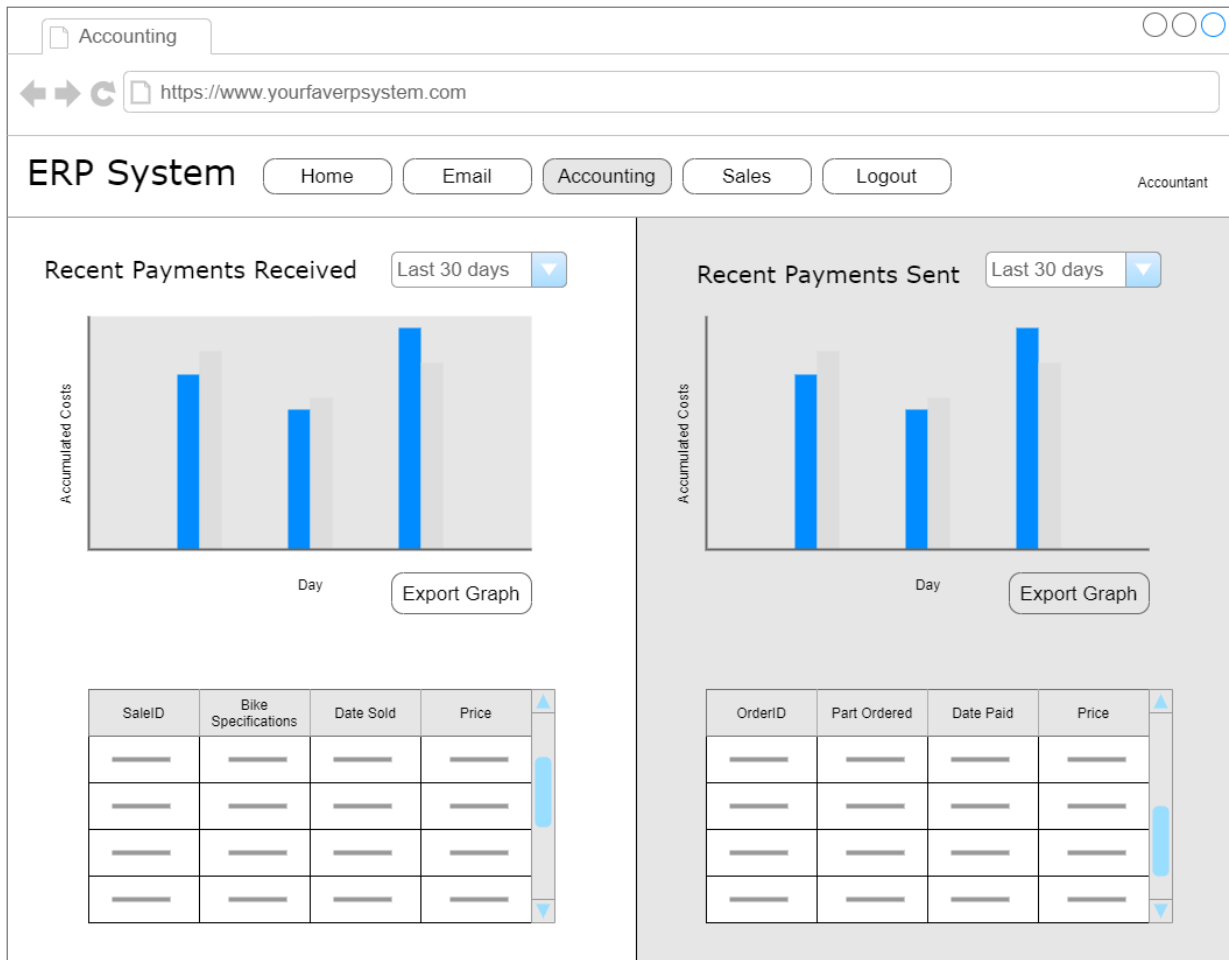 Accounting
https://www.yourfaverpsystem.com
ERP System
Home
Email
Accounting
Sales
Logout
Accountant
Recent Payments Received
Last 30 days
Accumulated Costs
Day
Export Graph
SaleID
Bike
Specifications
Date Sold
Price
Recent Payments Sent
Last 30 days
Accumulated Costs
Day
Export Graph
OrderID
Part Ordered
Date Paid
Price